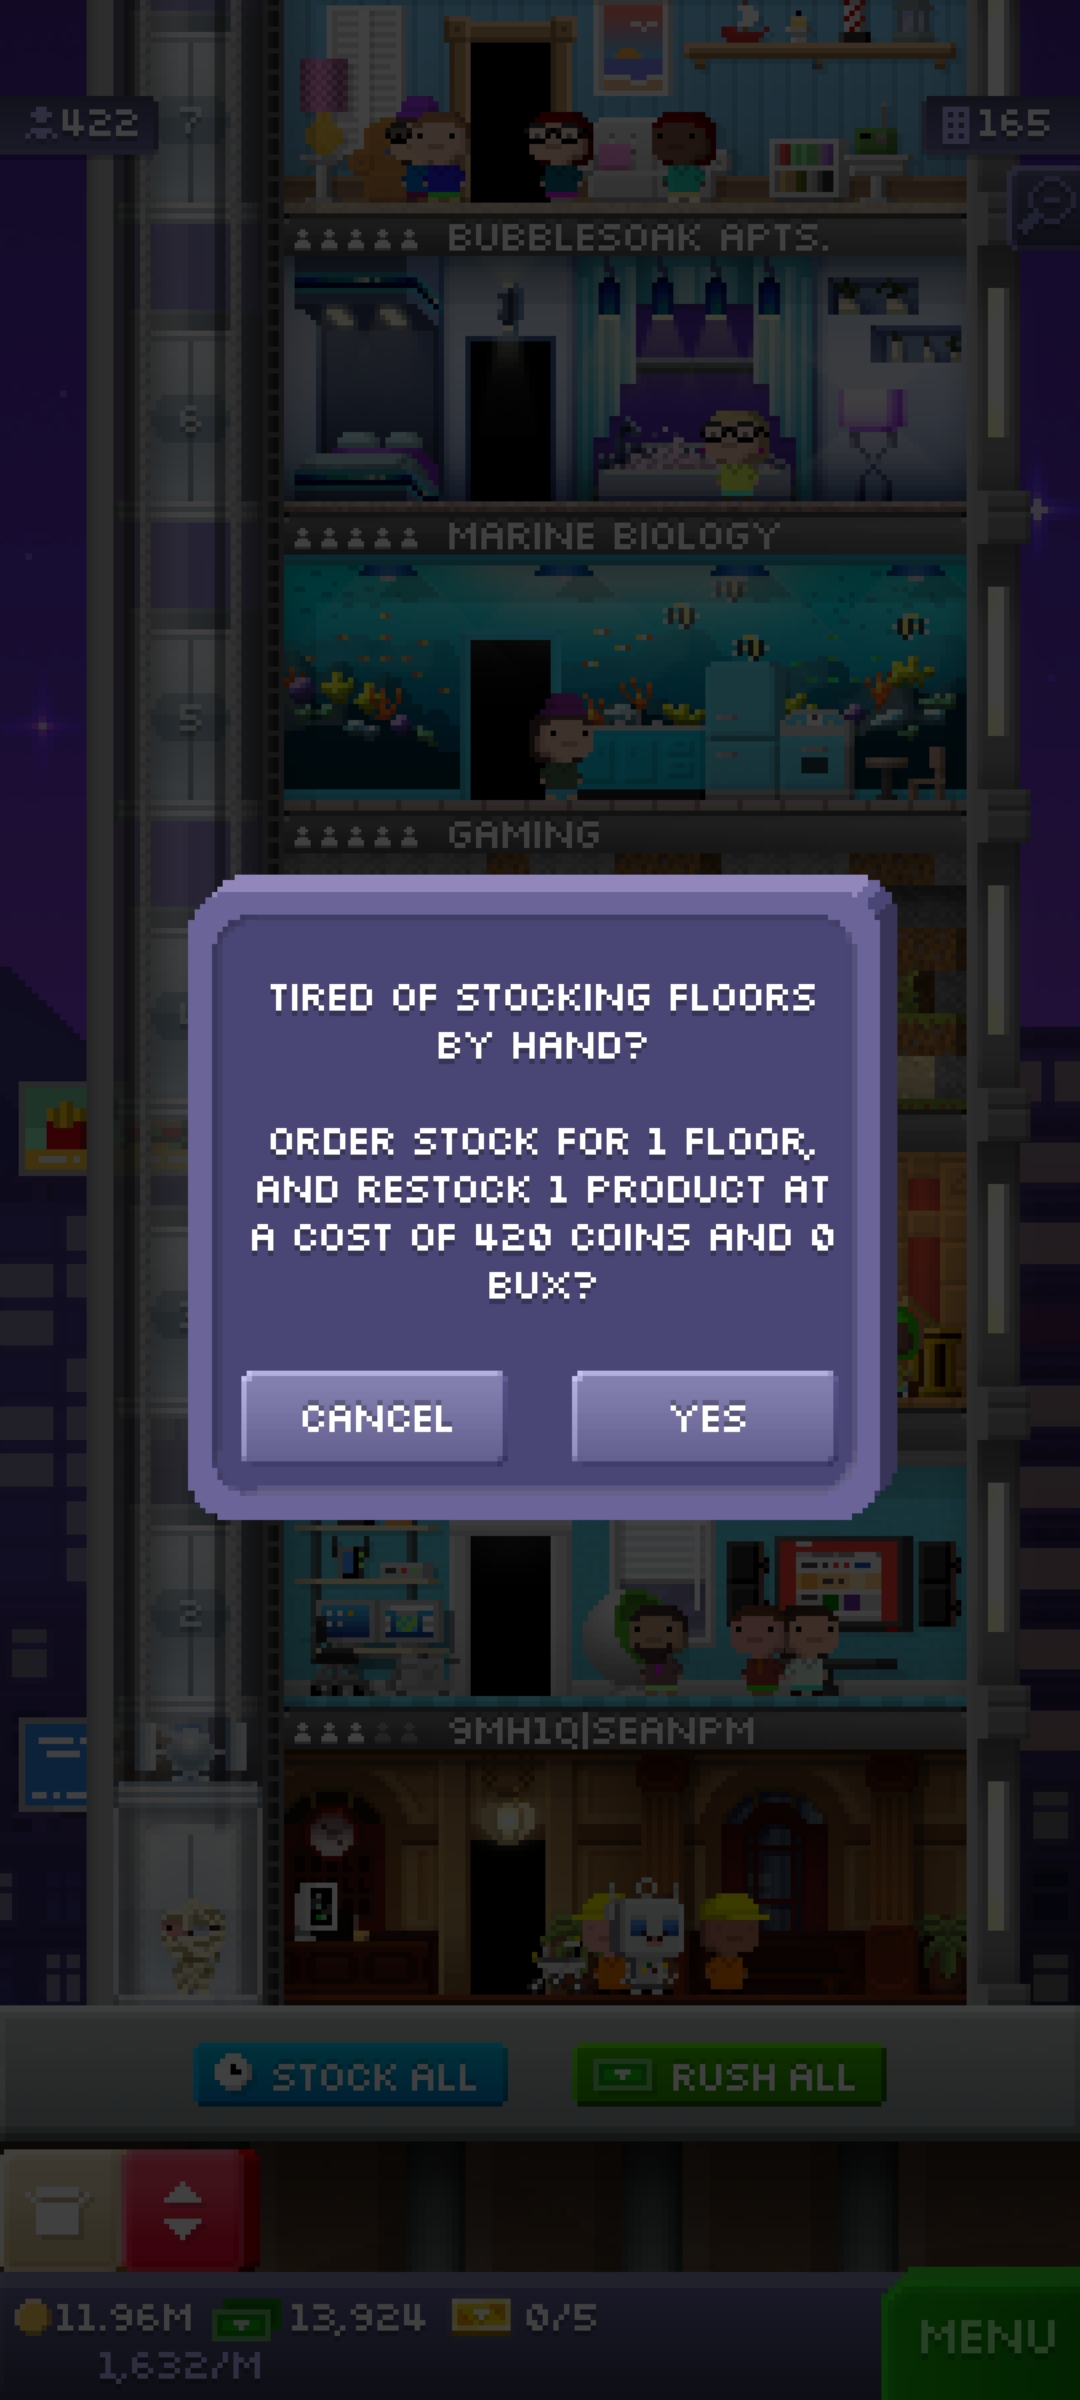 422
7
165
BUBBLESOAK APTS.
6
MARINE BIOLOGY
5
GAMING
TIRED OF STOCKING FLOORS
BY HAND?
ORDER STOCK FOR 1 FLOOR,
AND RESTOCK 1 PRODUCT AT
A COST OF 420 COINS AND 0
BUX?
CANCEL
YES
2
9MH1Q|SEANPM
STOCK ALL
RUSH ALL
11.96M
13,924
0/5
1,632/M
MENU